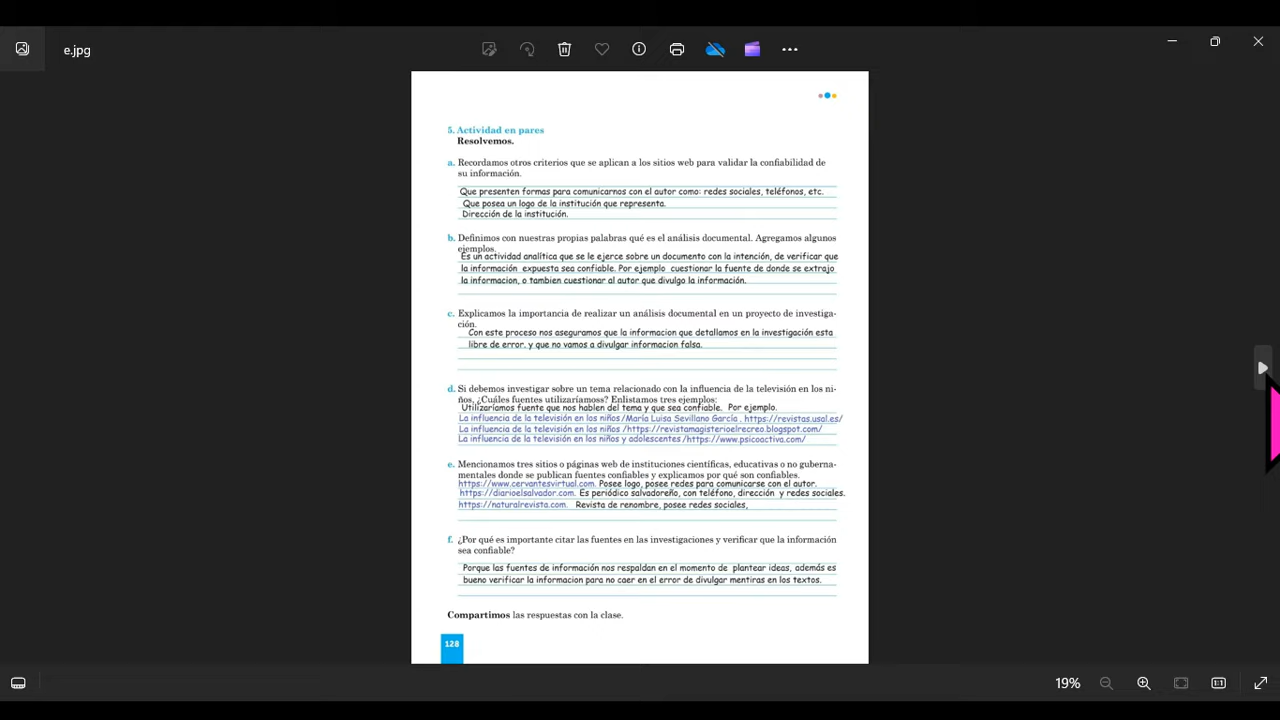 e.jpg
5. Actividad en pares
Resolvemos.
a. Recordamos otros criterios que se aplican a los sitios web para validar la confiabilidad de
su información.
Que presenten formas para comunicarnos con el autor como: redes sociales, teléfonos, etc.
Que posea un logo de la institución que representa.
Dirección de la institución.
b. Definimos con nuestras propias palabras qué es el análisis documental. Agregamos algunos
ejemplos.
Es un actividad analítica que se le ejerce sobre un documento con la intención, de verificar que
la información expuesta sea confiable. Por ejemplo cuestionar la fuente de donde se extrajo
la informacion, o tambien cuestionar al autor que divulgo la información.
c. Explicamos la importancia de realizar un análisis documental en un proyecto de investiga-
ción.
Con este proceso nos aseguramos que la informacion que detallamos en la investigación esta
libre de error. y que no vamos a divulgar informacion falsa.
d. Si debemos investigar sobre un tema relacionado con la influencia de la televisión en los ni-
ños, ¿Cuáles fuentes utilizaríamoss? Enlistamos tres ejemplos:
Utilizaríamos fuente que nos hablen del tema y que sea confiable. Por ejemplo.
La influencia de la televisión en los niños/María Luisa Sevillano García . https://revistas.usal.es/
La influencia de la televisión en los niños /https://revistamagisterioelrecreo.blogspot.com/
La influencia de la televisión en los niños y adolescentes /https://www.psicoactiva.com/
e. Mencionamos tres sitios o páginas web de instituciones científicas, educativas o no guberna-
mentales donde se publican fuentes confiables y explicamos por qué son confiables.
https://www.cervantesvirtual.com. Posee logo, posee redes para comunicarse con el autor.
https://diarioelsalvador.com. Es periódico salvadoreño, con teléfono, dirección y redes sociales.
https://naturalrevista.com. Revista de renombre, posee redes sociales,
f. ¿Por qué es importante citar las fuentes en las investigaciones y verificar que la información
sea confiable?
Porque las fuentes de información nos respaldan en el momento de plantear ideas, además es
bueno verificar la informacion para no caer en el error de divulgar mentiras en los textos.
Compartimos las respuestas con la clase.
128
19%